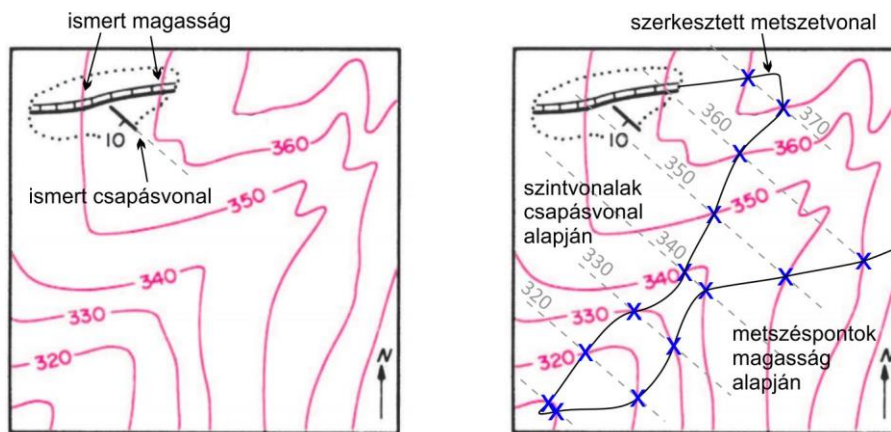 ismert magasság
10
ismert csapásvonal
360
350
340
330
320
N
szerkesztett metszetvonal
10
370
360
350
340
330
320
360
szintvonalak
csapásvonal
alapján
350
340
330
320
metszéspontok
magasság
alapján
N